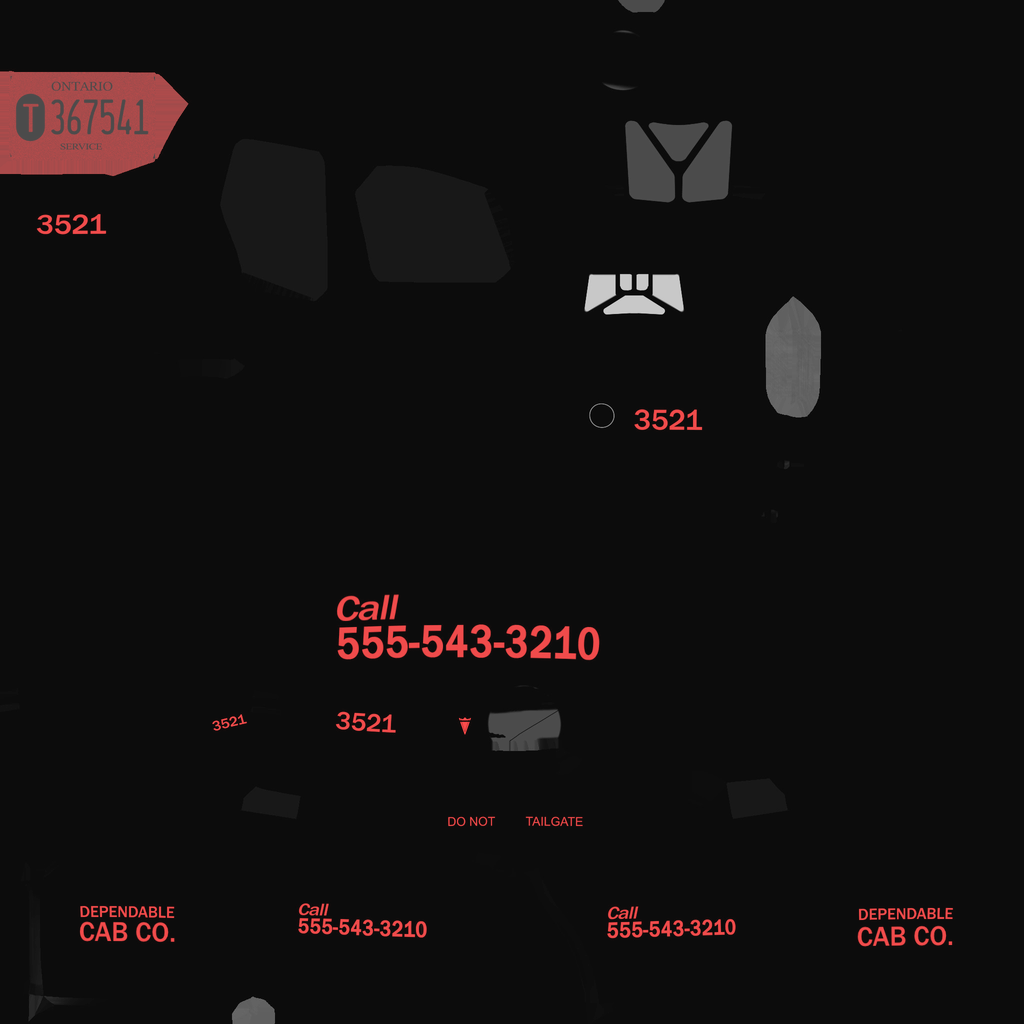 ONTARIO
T 367541
SERVICE
3521
3521
Call
555-543-3210
3521
3521
DO NOT TAILGATE
DEPENDABLE
CAB CO.
Call
555-543-3210
Call
555-543-3210
DEPENDABLE
CAB CO.